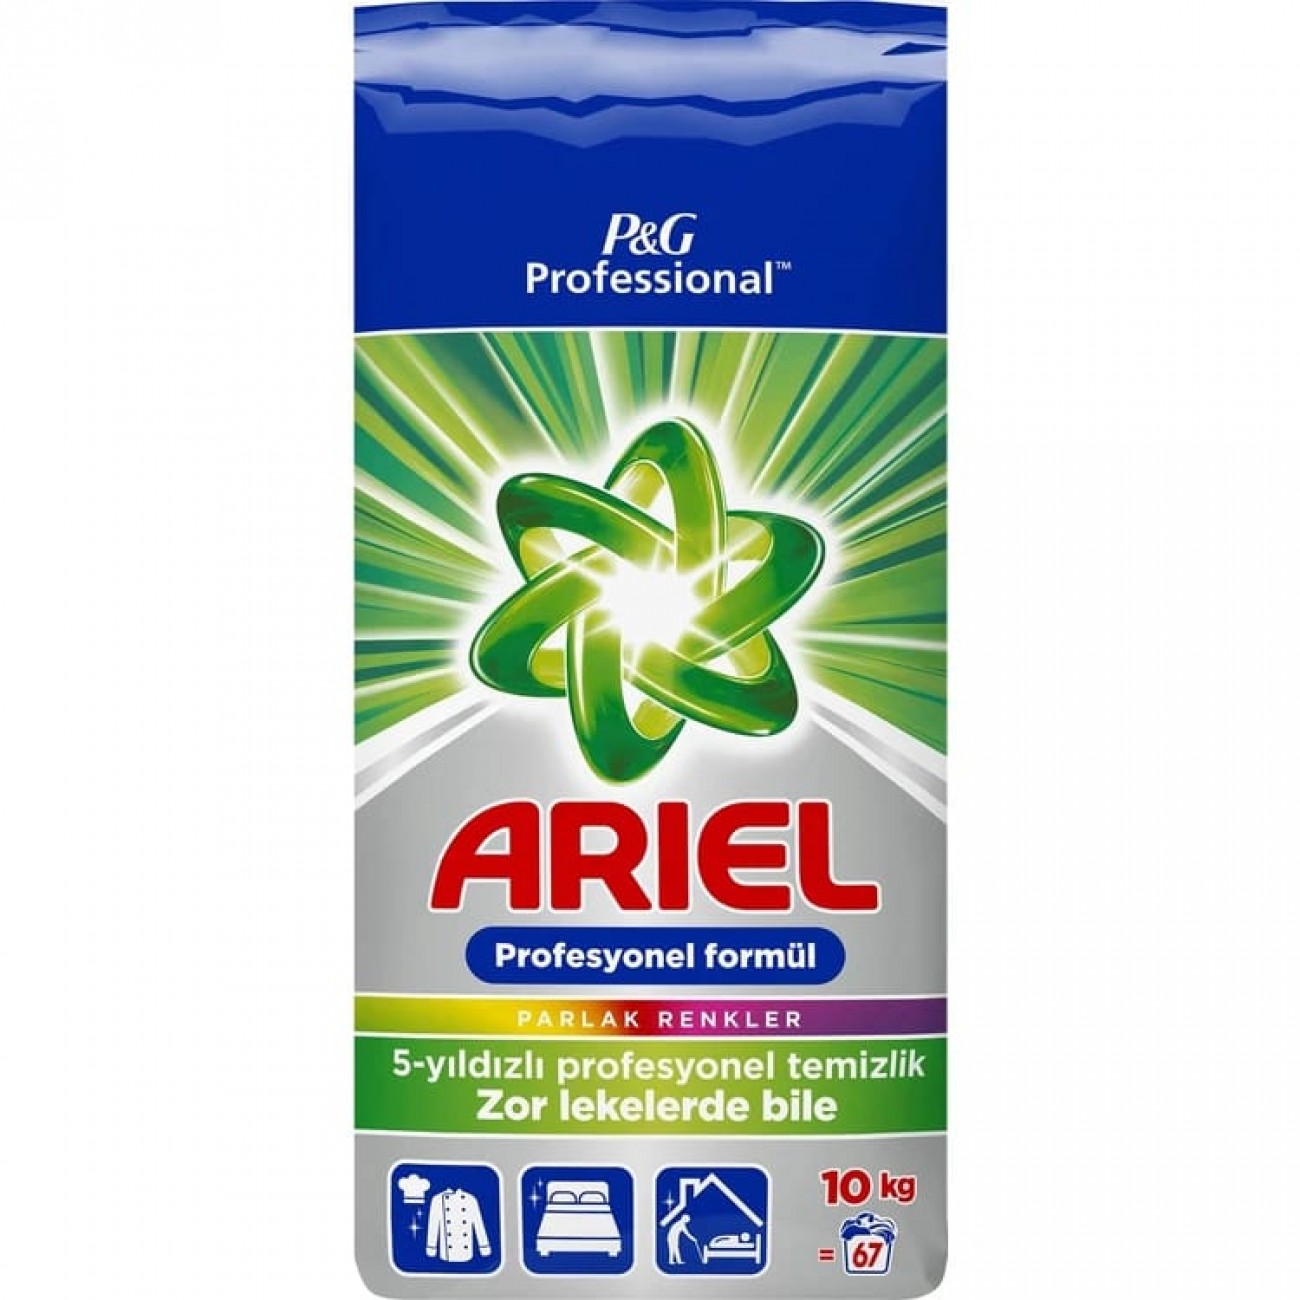 P&G
Professional™
ARIEL
Profesyonel formül
PARLAK RENKLER
5-yıldızlı profesyonel temizlik
Zor lekelerde bile
10 kg
= 67